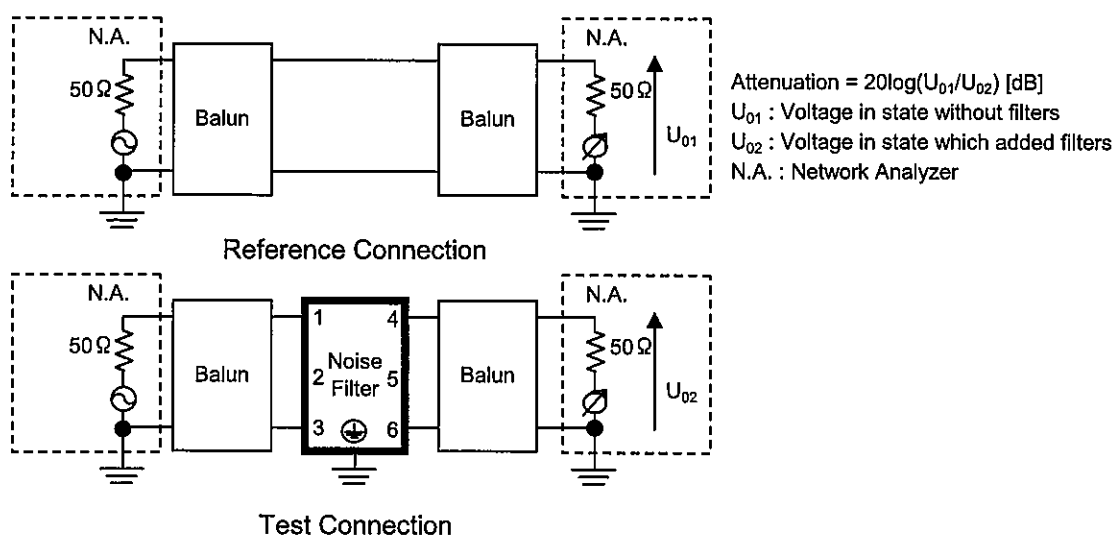 N.A.
50Ω
Balun
Balun
N.A.
50Ω
U01
Attenuation = 20log(U01/U02) [dB]
U01 : Voltage in state without filters
U02 : Voltage in state which added filters
N.A. : Network Analyzer
Reference Connection
N.A.
50Ω
Balun
1 4
2 Noise Filter 5
3 6
Balun
N.A.
50Ω
U02
Test Connection